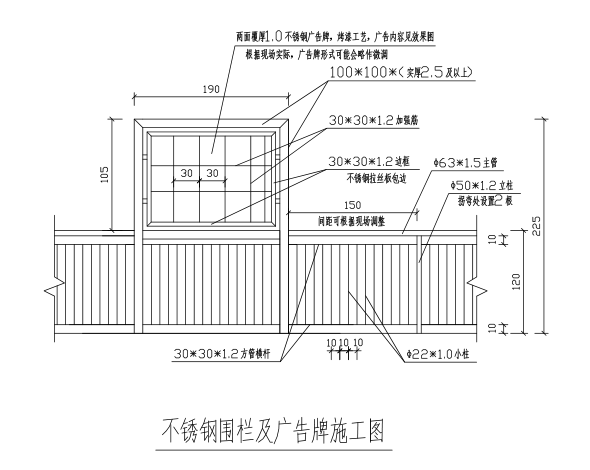 两面覆厚1.0不锈钢广告牌，烤漆工艺，广告内容见效果图
根据现场实际，广告牌形式可能会略作微调
100*100*（实厚2.5及以上）
190
30*30*1.2加强筋
30*30*1.2边框
不锈钢拉丝板包边
Φ63*1.5主管
Φ50*1.2立柱
拐弯处设置2根
30
30
105
150
间距可根据现场调整
225
10
120
10
30*30*1.2方管横杆
10 10 10
Φ22*1.0小柱
不锈钢围栏及广告牌施工图